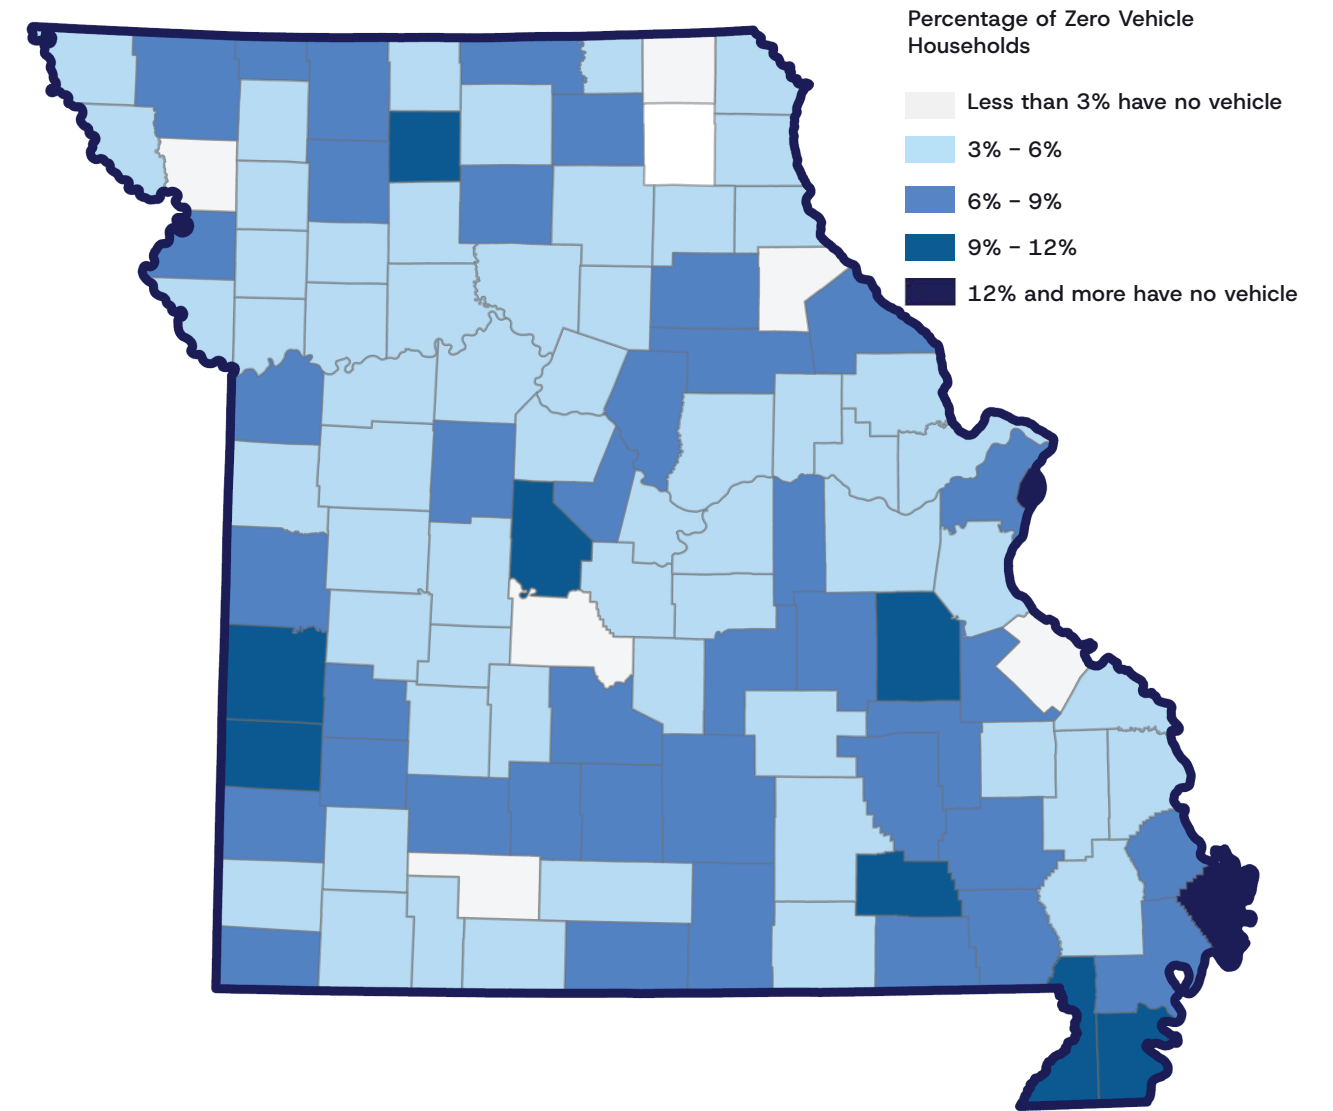 Percentage of Zero Vehicle
Households
Less than 3% have no vehicle
3% – 6%
6% – 9%
9% – 12%
12% and more have no vehicle